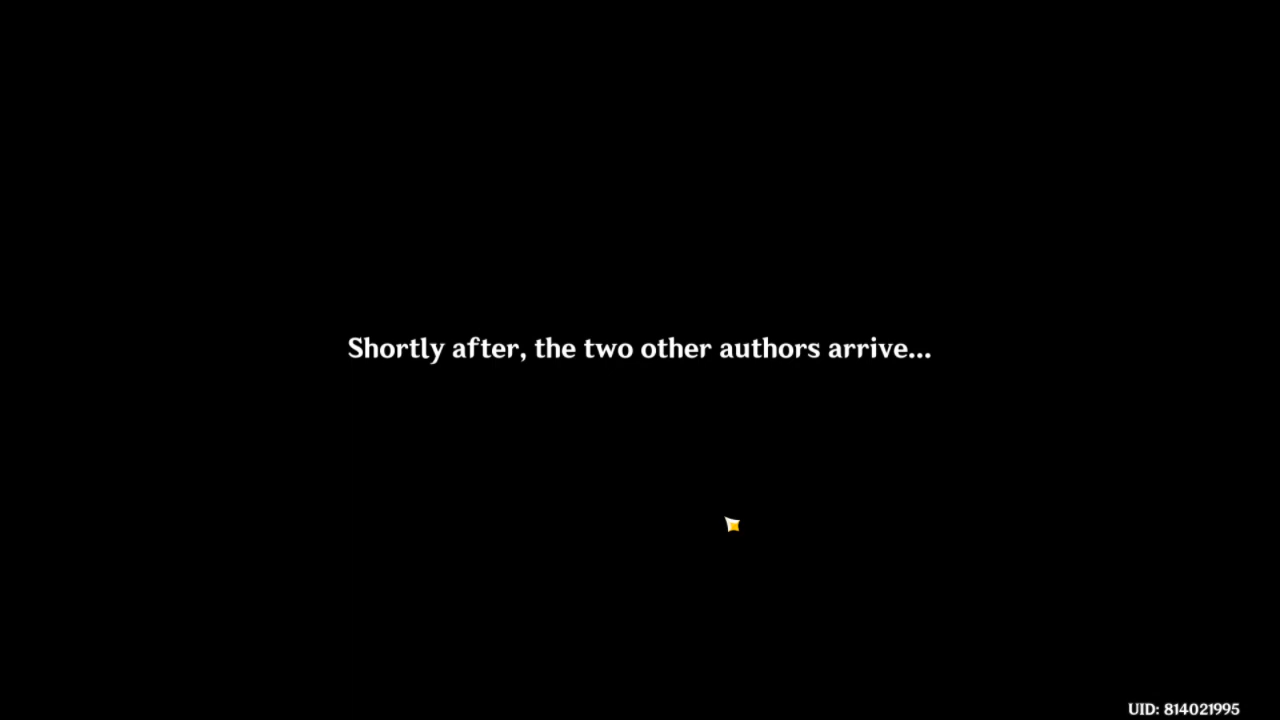 Shortly after, the two other authors arrive...
UID: 814021995